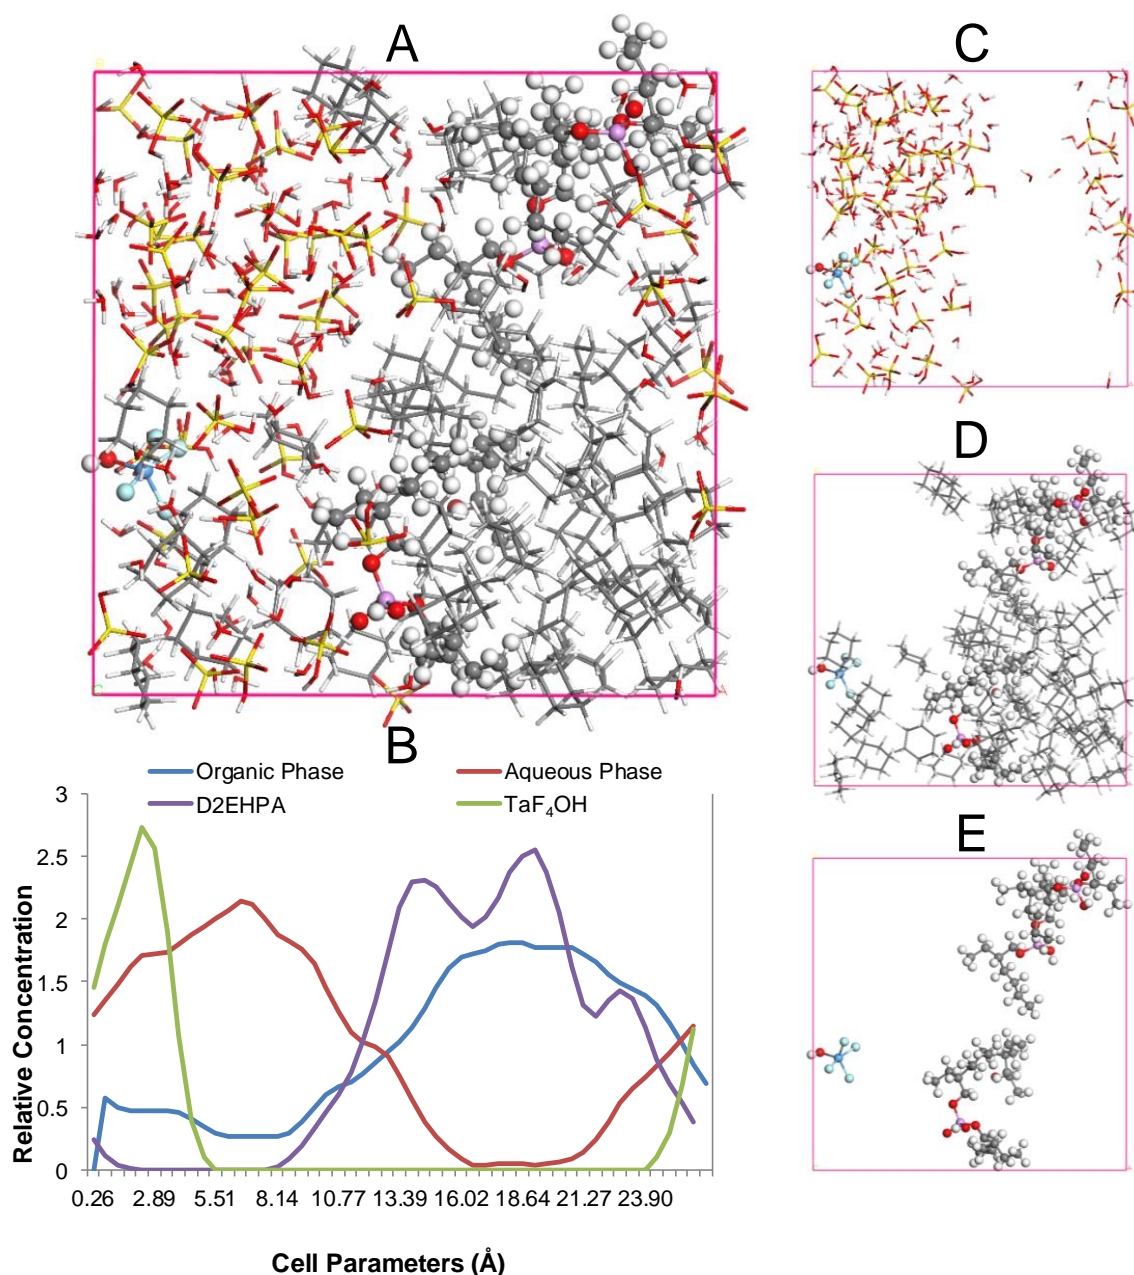 A
C
D
B
Organic Phase
Aqueous Phase
D2EHPA
TaF₄OH
3
2.5
2
1.5
1
0.5
0
Relative Concentration
0.26 2.89 5.51 8.14 10.77 13.39 16.02 18.64 21.27 23.90
Cell Parameters (Å)
E